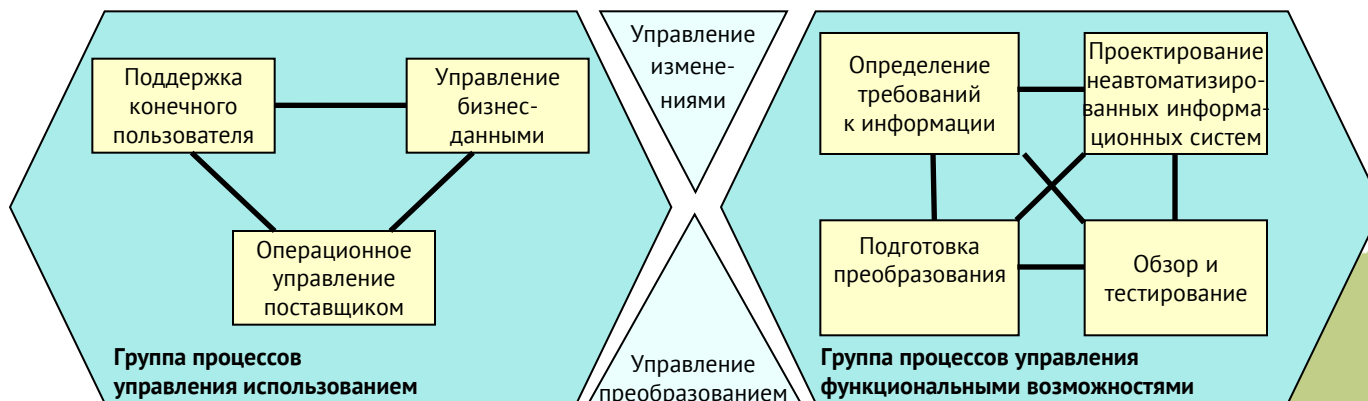 Поддержка
конечного
пользователя
Управление
бизнес-
данными
Операционное
управление
поставщиком
Группа процессов
управления использованием
Управление
измене-
ниями
Управление
преобразованием
Определение
требований
к информации
Проектирование
неавтоматизиро-
ванных информа-
ционных систем
Подготовка
преобразования
Обзор и
тестирование
Группа процессов управления
функциональными возможностями